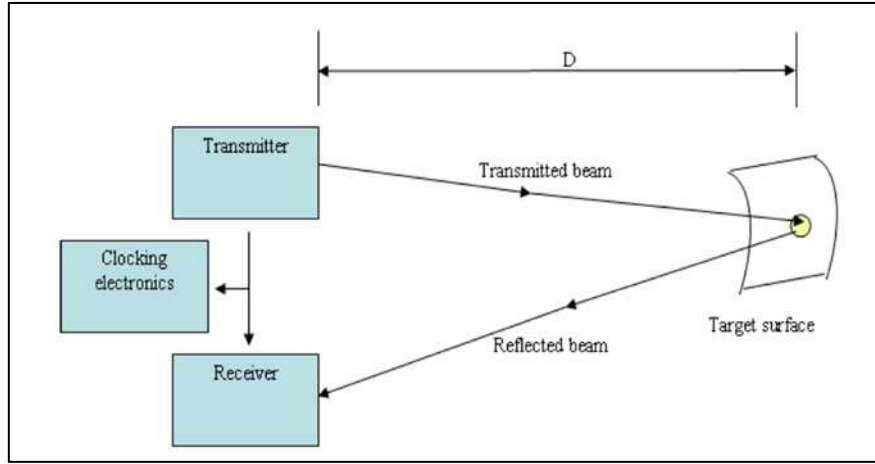 D
Transmitter
Transmitted beam
Clocking
electronics
Target surface
Reflected beam
Receiver